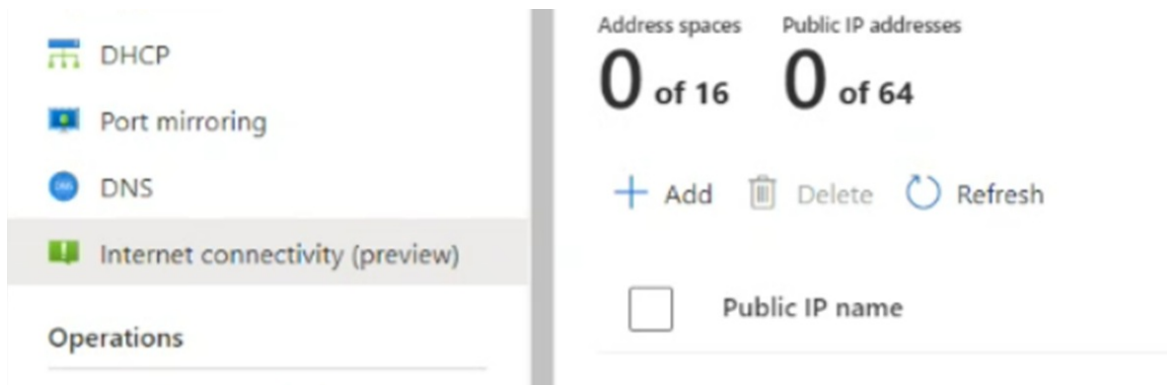 DHCP
Port mirroring
DNS
DNS
Internet connectivity (preview)
Operations
Address spaces Public IP addresses
0 of 16 0 of 64
+ Add Delete Refresh
Public IP name